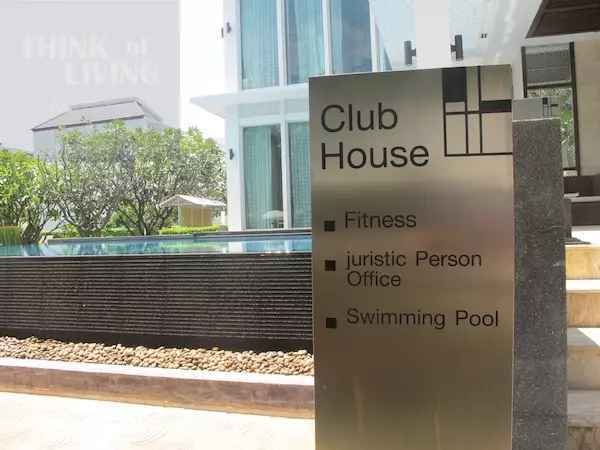 THINK of
LIVING
Club
House
Fitness
juristic Person
Office
Swimming Pool